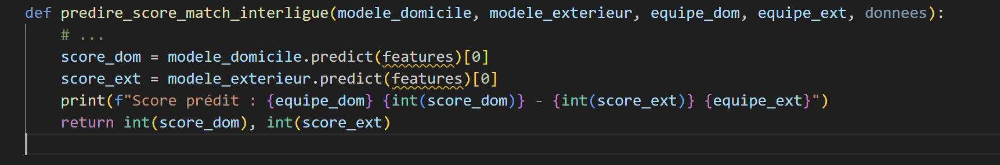 def predire_score_match_interligue(modele_domicile, modele_exterieur, equipe_dom, equipe_ext, donnees):
    # ...
    score_dom = modele_domicile.predict(features)[0]
    score_ext = modele_exterieur.predict(features)[0]
    print(f"Score prédit : {equipe_dom} {int(score_dom)} - {int(score_ext)} {equipe_ext}")
    return int(score_dom), int(score_ext)